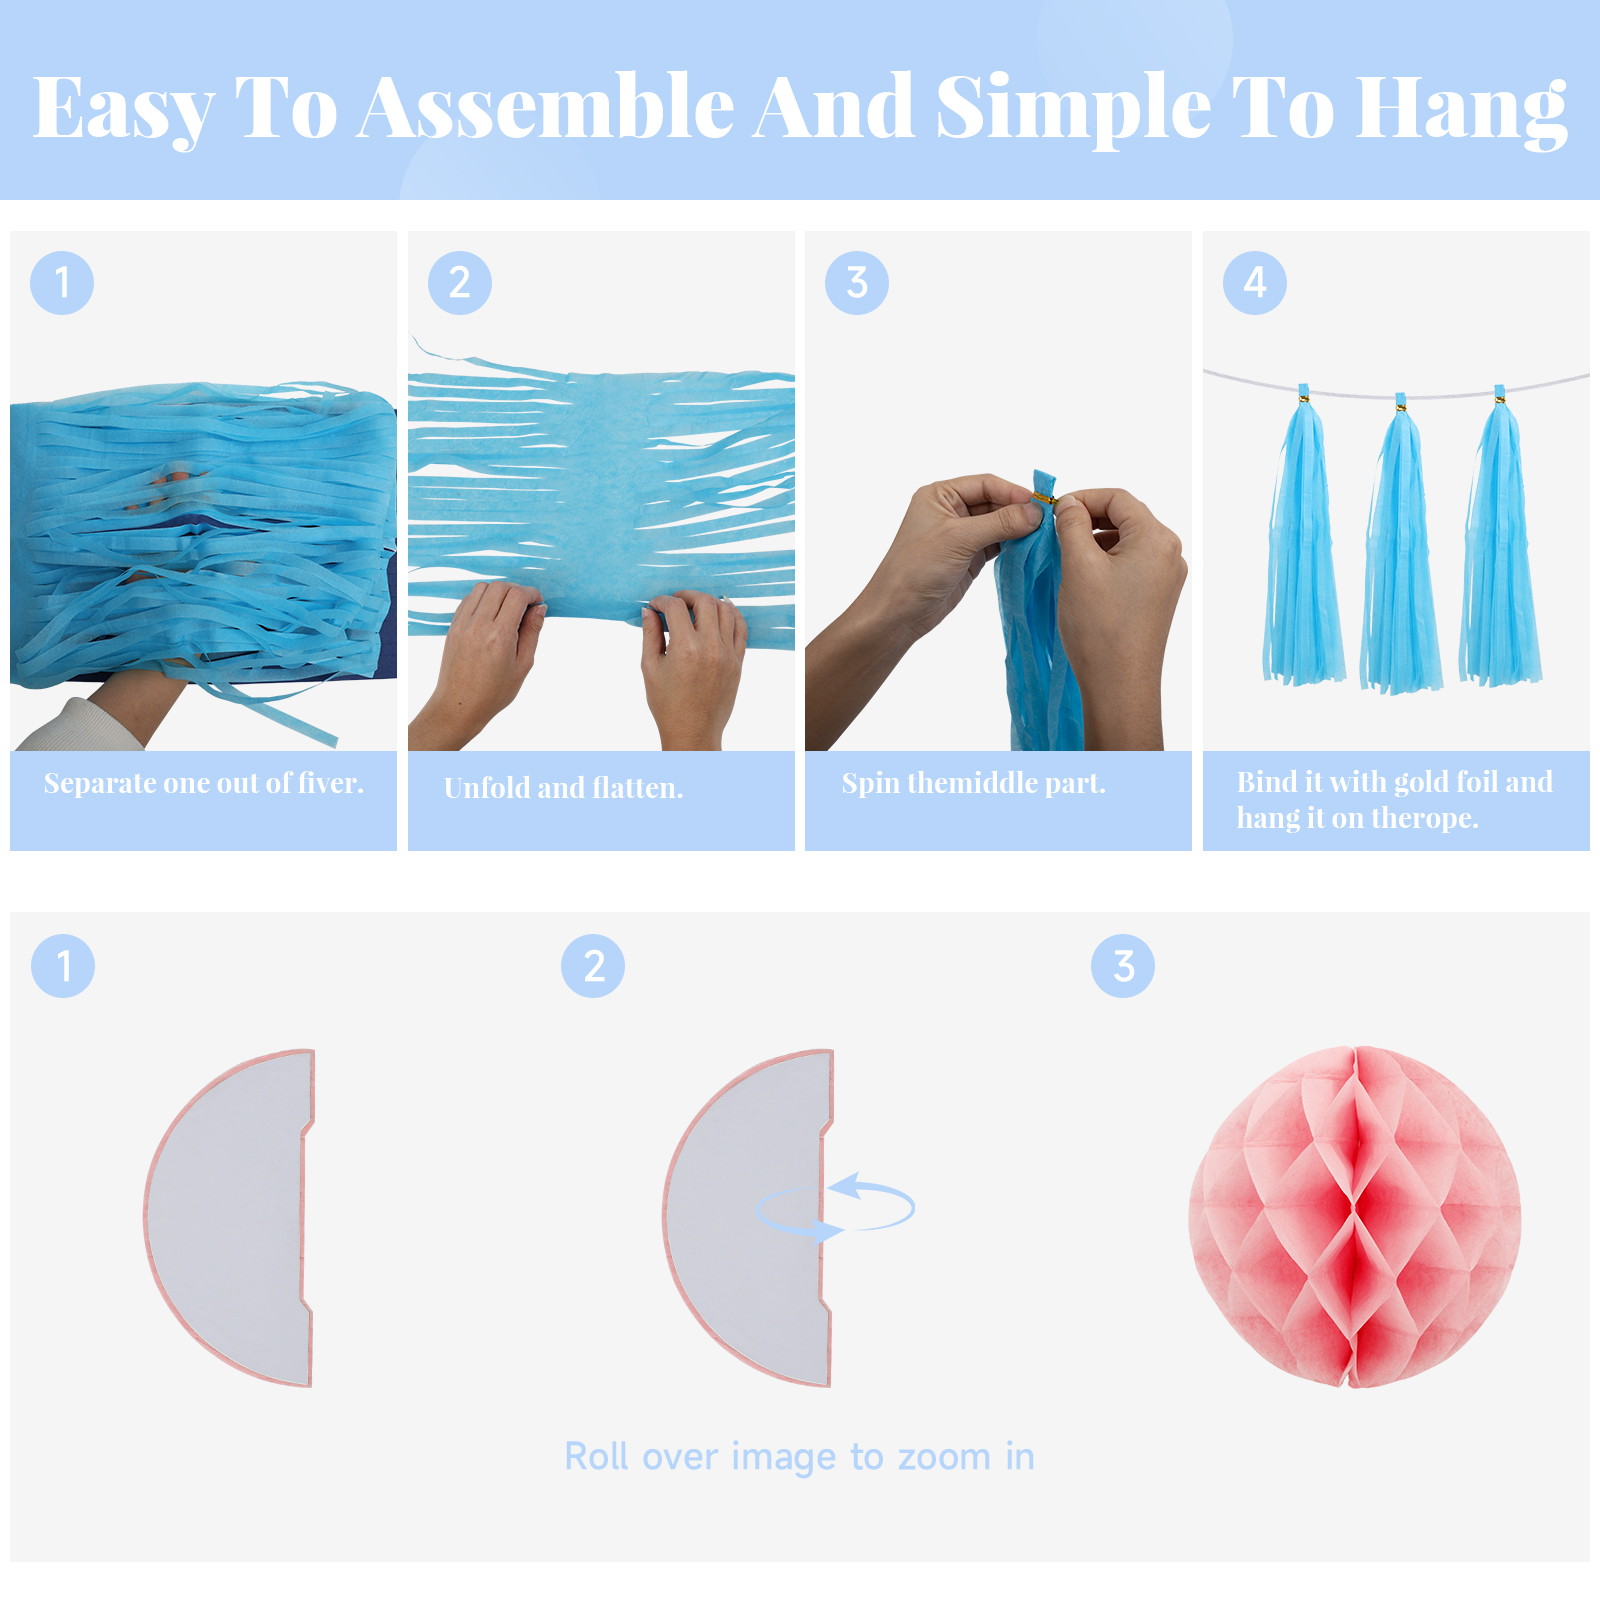 Easy To Assemble And Simple To Hang
1
2
3
4
Separate one out of fiver.
Unfold and flatten.
Spin themiddle part.
Bind it with gold foil and
hang it on therope.
1
2
3
Roll over image to zoom in